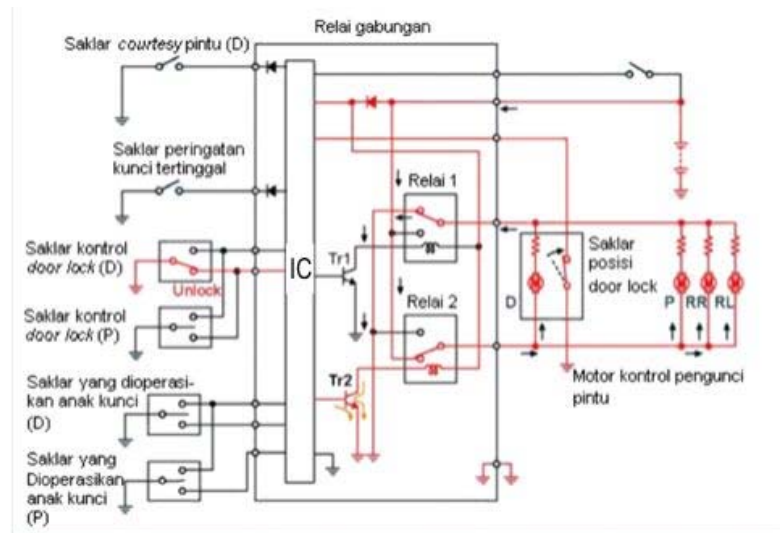 Relai gabungan
Saklar courtesy pintu (D)
Saklar peringatan
kunci tertinggal
Saklar kontrol
door lock (D)
Unlock
Saklar kontrol
door lock (P)
Saklar yang dioperasi-
kan anak kunci
(D)
Saklar yang
Dioperasikan
anak kunci
(P)
IC
Tr1
Tr2
Relai 1
Relai 2
D
Saklar
posisi
door lock
P RR RL
Motor kontrol pengunci
pintu